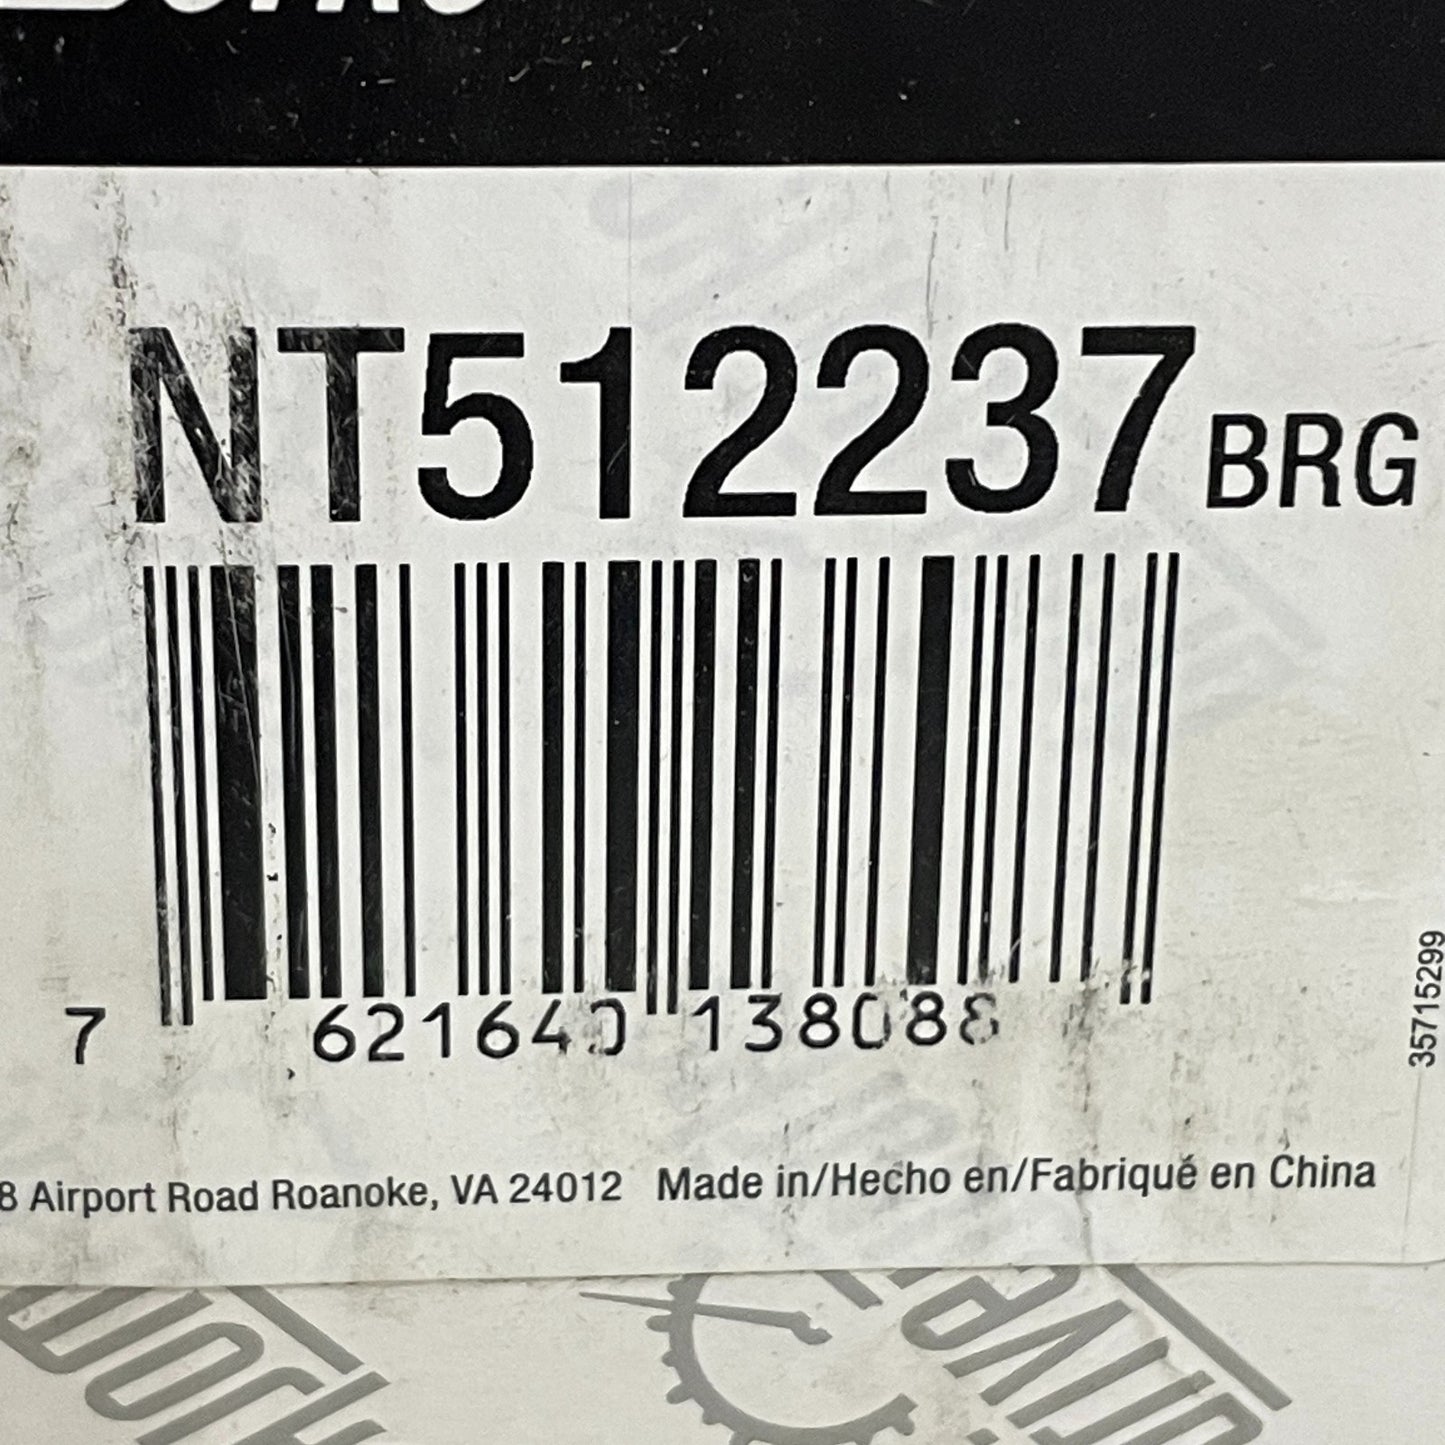 NT512237 BRG
7 621640 138088
35715299
8 Airport Road Roanoke, VA 24012 Made in/Hecho en/Fabriqué en China